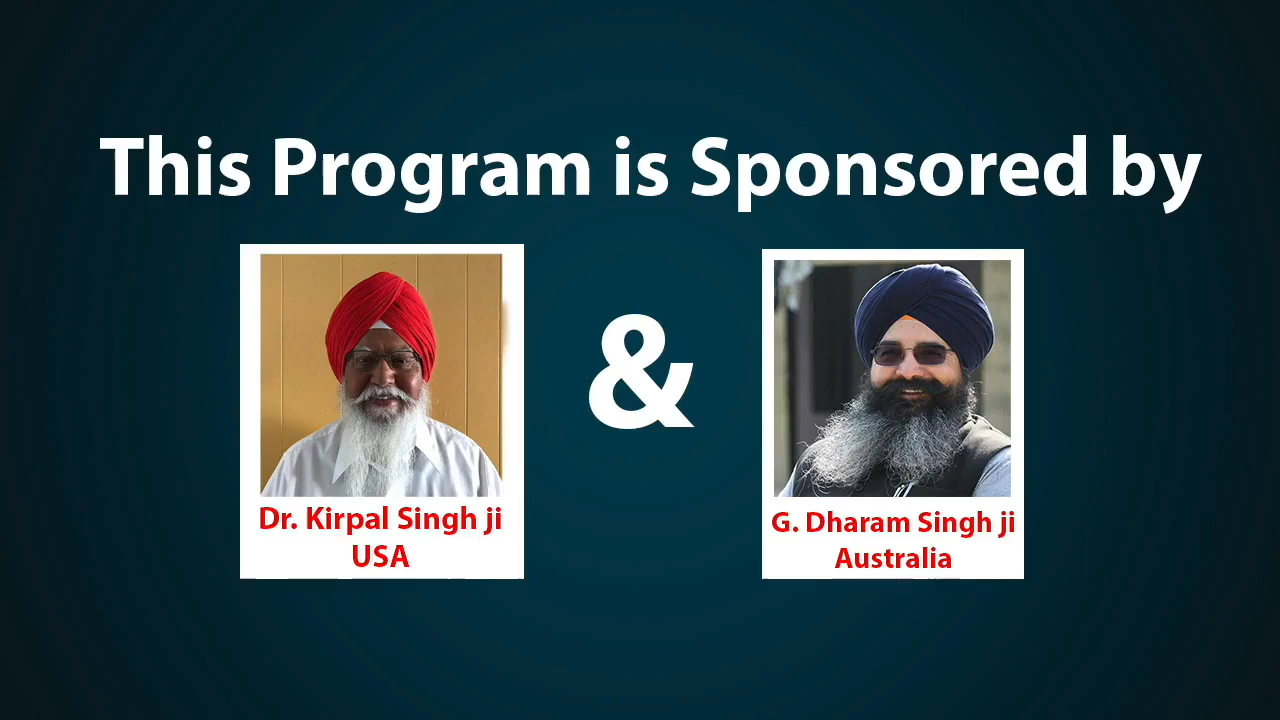 This Program is Sponsored by
&
Dr. Kirpal Singh ji
USA
G. Dharam Singh ji
Australia